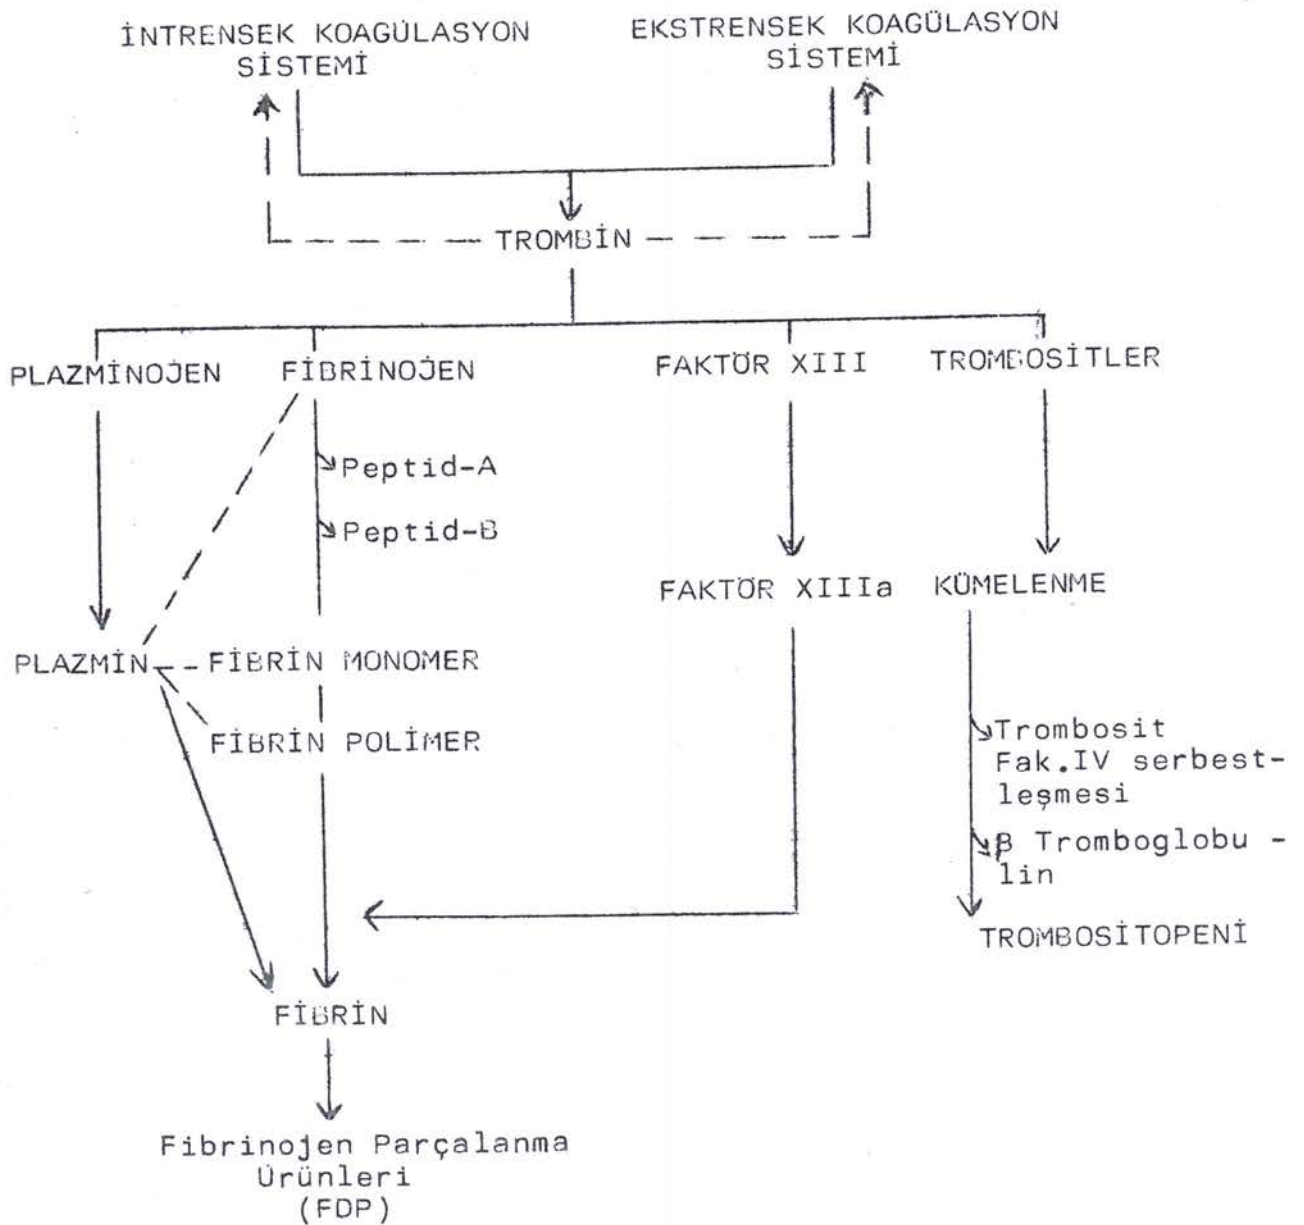 İNTRENSEK KOAGÜLASYON
SİSTEMİ
EKSTRENSEK KOAGÜLASYON
SİSTEMİ
TROMBİN
PLAZMİNOJEN
FİBRİNOJEN
FAKTÖR XIII
TROMBOSİTLER
Peptid-A
Peptid-B
FAKTÖR XIIIa
KÜMELENME
PLAZMİN
FİBRİN MONOMER
FİBRİN POLİMER
Trombosit
Fak.IV serbest-
leşmesi
β Tromboglobu -
lin
TROMBOSİTOPENİ
FİBRİN
Fibrinojen Parçalanma
Ürünleri
(FDP)